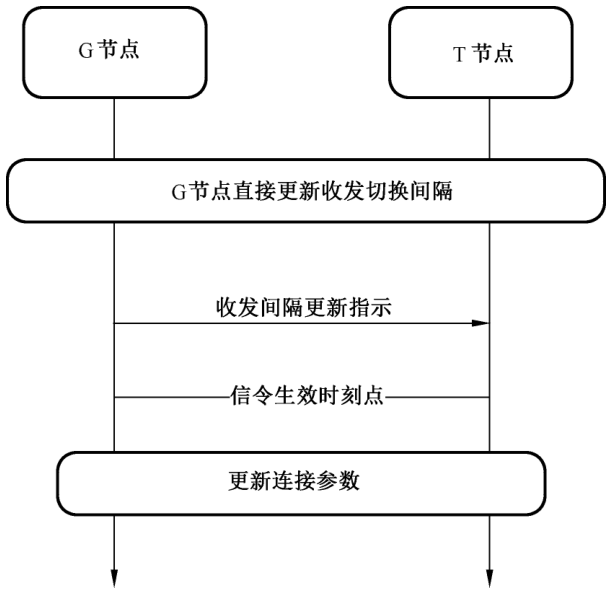 G节点
T 节点
G节点直接更新收发切换间隔
收发间隔更新指示
信令生效时刻点
更新连接参数